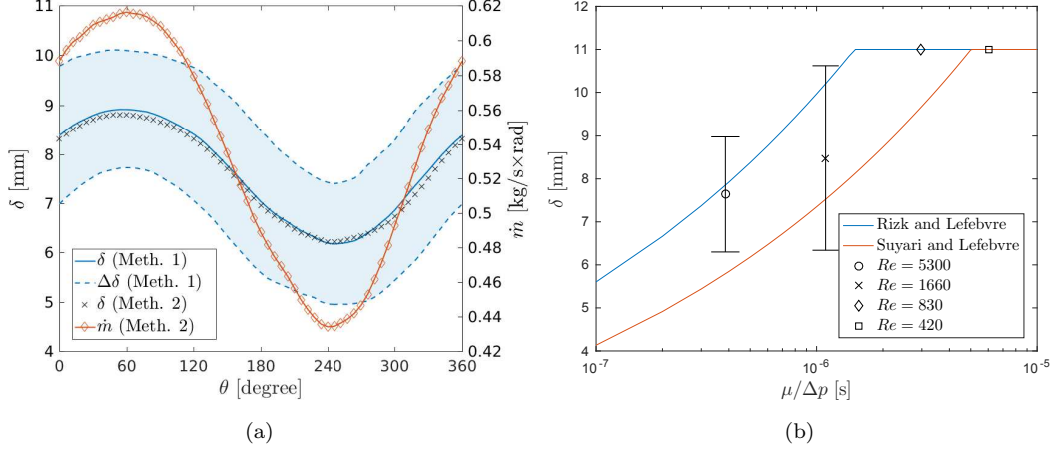 11
10
9
8
7
6
5
4
δ [mm]
0.62
0.6
0.58
0.56
0.54
0.52
0.5
0.48
0.46
0.44
0.42
ṁ [kg/s×rad]
0 60 120 180 240 300 360
θ [degree]
δ (Meth. 1)
Δδ (Meth. 1)
δ (Meth. 2)
ṁ (Meth. 2)
(a)
12
11
10
9
8
7
6
5
4
δ [mm]
10⁻⁷ 10⁻⁶ 10⁻⁵
μ/Δp [s]
Rizk and Lefebvre
Suyari and Lefebvre
Re = 5300
Re = 1660
Re = 830
Re = 420
(b)